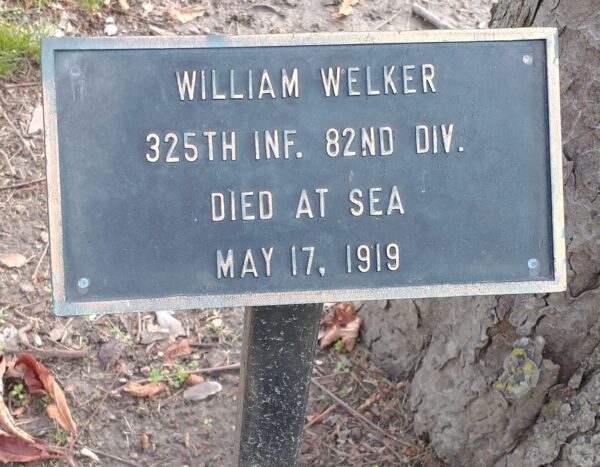 WILLIAM WELKER
325TH INF. 82ND DIV.
DIED AT SEA
MAY 17, 1919